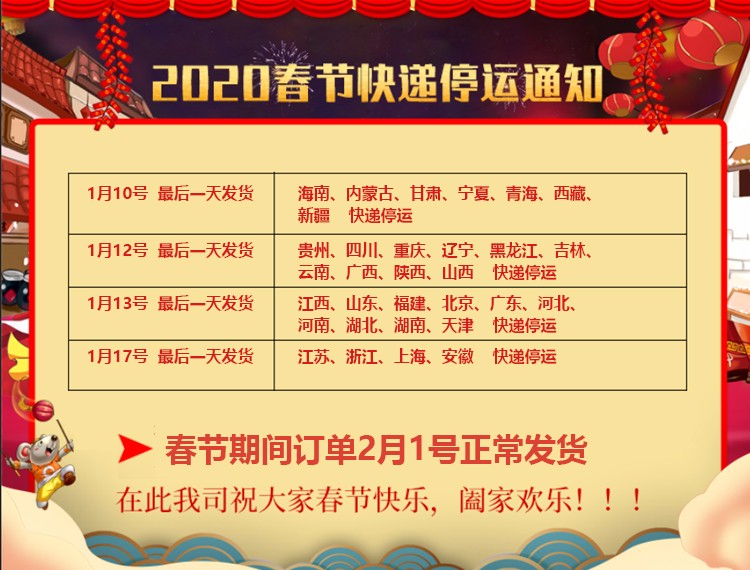 2020春节快递停运通知
1月10号 最后一天发货
海南、内蒙古、甘肃、宁夏、青海、西藏、
新疆 快递停运
1月12号 最后一天发货
贵州、四川、重庆、辽宁、黑龙江、吉林、
云南、广西、陕西、山西 快递停运
1月13号 最后一天发货
江西、山东、福建、北京、广东、河北、
河南、湖北、湖南、天津 快递停运
1月17号 最后一天发货
江苏、浙江、上海、安徽 快递停运
春节期间订单2月1号正常发货
在此我司祝大家春节快乐，阖家欢乐！！！